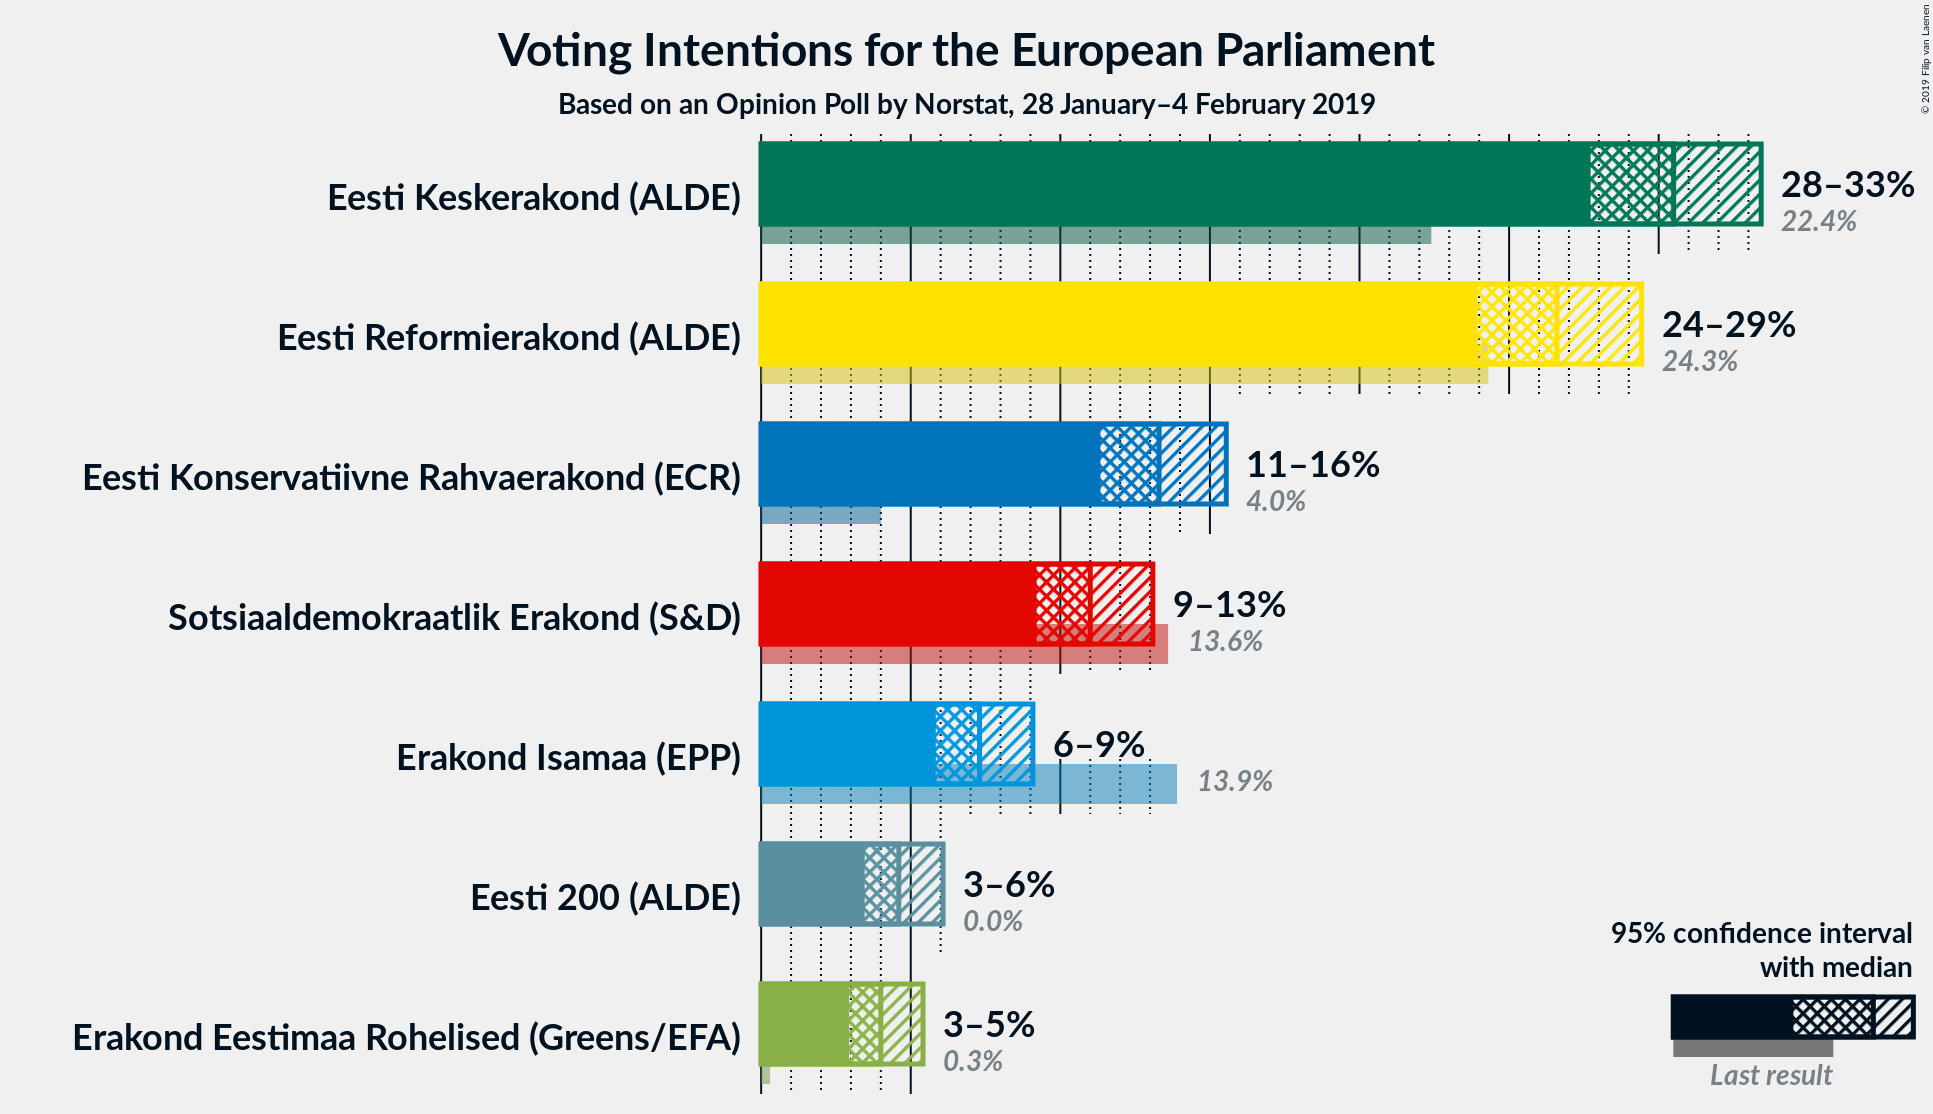 Voting Intentions for the European Parliament
Based on an Opinion Poll by Norstat, 28 January–4 February 2019
© 2019 Filip van Laenen
Eesti Keskerakond (ALDE)
28–33%
22.4%
Eesti Reformierakond (ALDE)
24–29%
24.3%
Eesti Konservatiivne Rahvaerakond (ECR)
11–16%
4.0%
Sotsiaaldemokraatlik Erakond (S&D)
9–13%
13.6%
Erakond Isamaa (EPP)
6–9%
13.9%
Eesti 200 (ALDE)
3–6%
0.0%
Erakond Eestimaa Rohelised (Greens/EFA)
3–5%
0.3%
95% confidence interval
with median
Last result